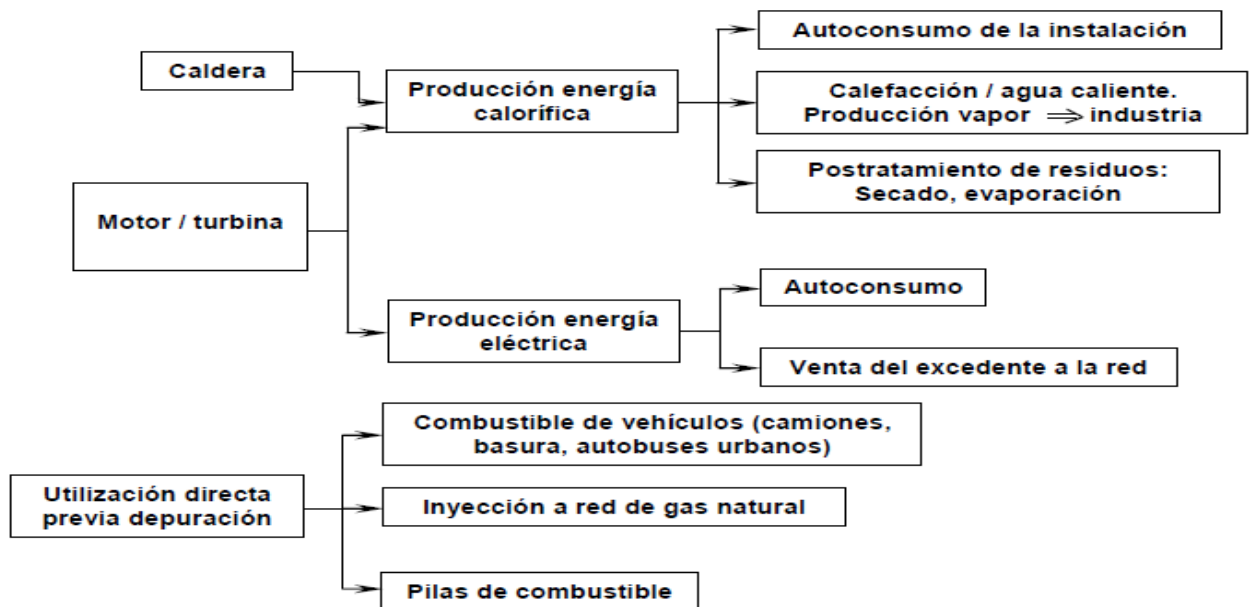 Autoconsumo de la instalación
Caldera
Producción energía
calorífica
Calefacción / agua caliente.
Producción vapor ⇒ industria
Postratamiento de residuos:
Secado, evaporación
Motor / turbina
Producción energía
eléctrica
Autoconsumo
Venta del excedente a la red
Combustible de vehículos (camiones,
basura, autobuses urbanos)
Utilización directa
previa depuración
Inyección a red de gas natural
Pilas de combustible